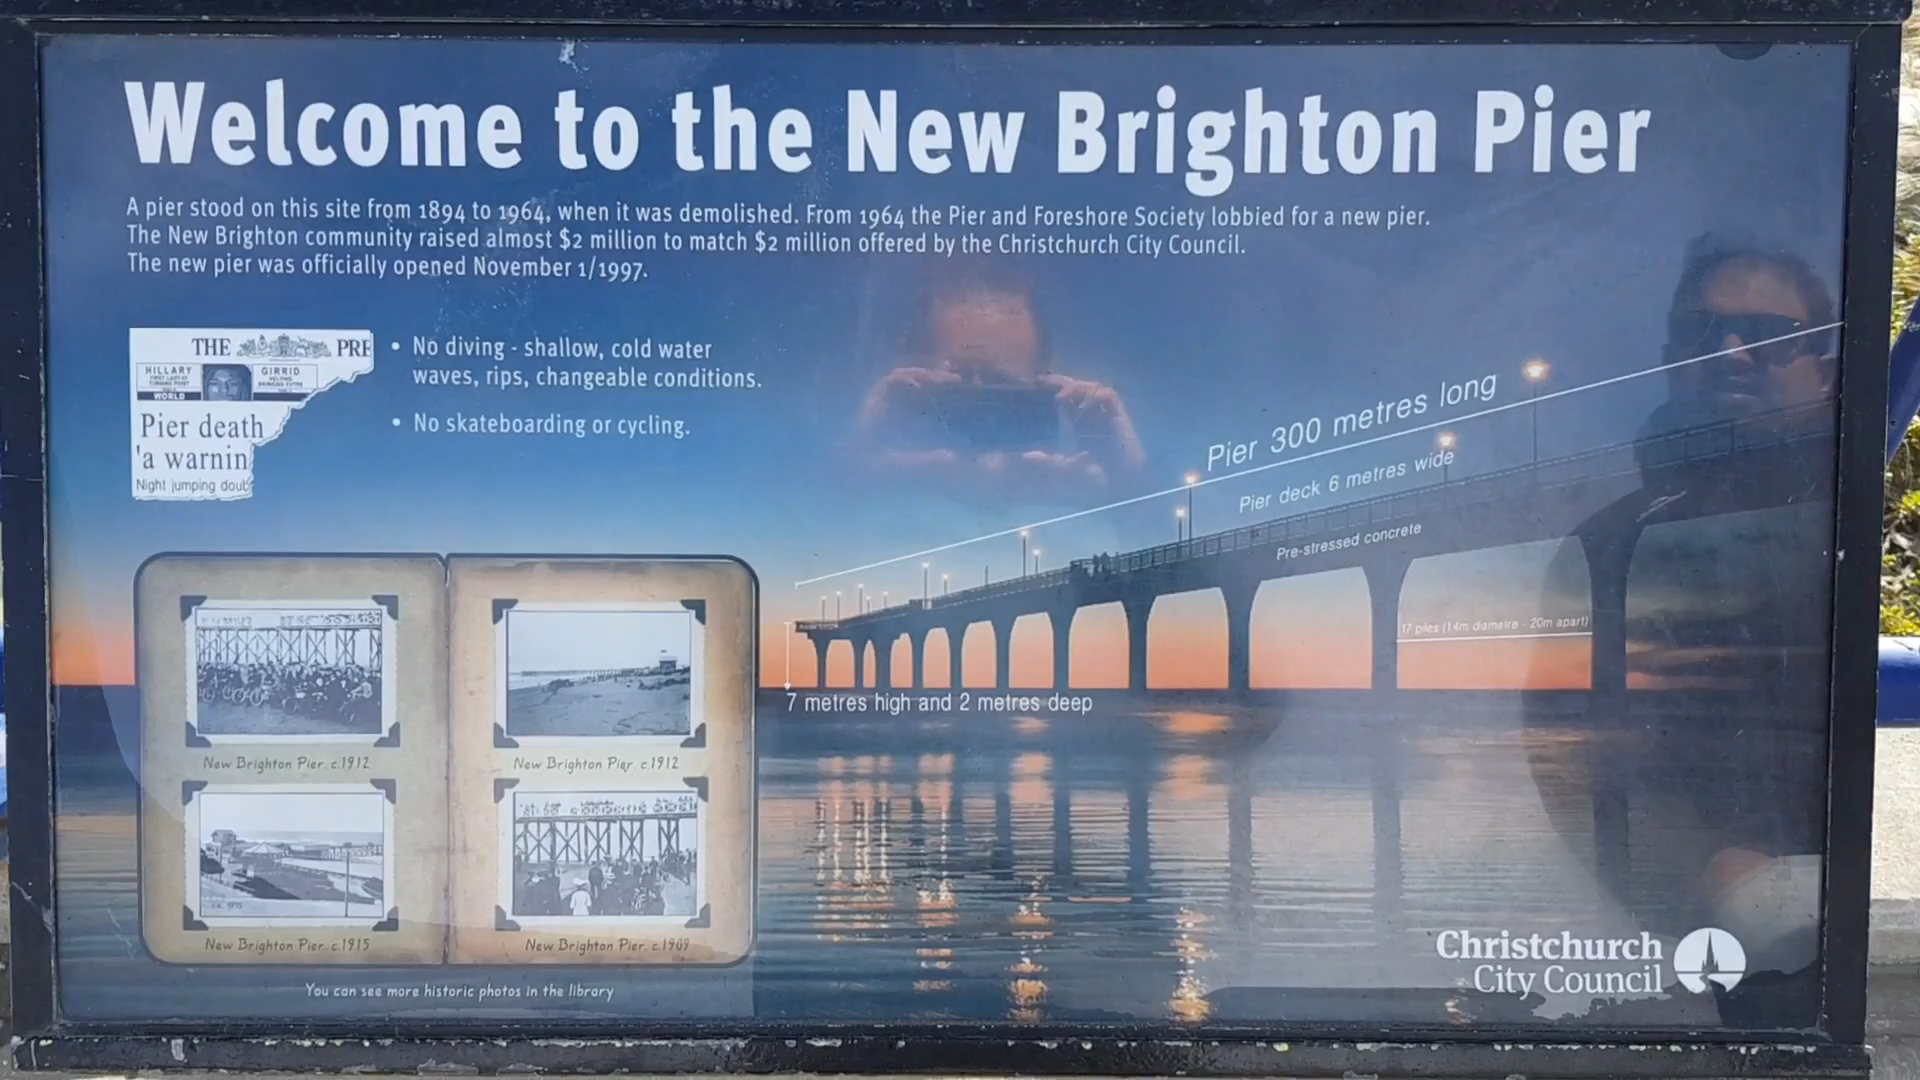 Welcome to the New Brighton Pier
A pier stood on this site from 1894 to 1964, when it was demolished. From 1964 the Pier and Foreshore Society lobbied for a new pier.
The New Brighton community raised almost $2 million to match $2 million offered by the Christchurch City Council.
The new pier was officially opened November 1/1997.
THE PRE
HILLARY
GIRRID
WORLD
Pier death
'a warnin
Night jumping doub
• No diving - shallow, cold water
waves, rips, changeable conditions.
• No skateboarding or cycling.
Pier 300 metres long
Pier deck 6 metres wide
Pre-stressed concrete
17 piles (1.4m diametre - 20m apart)
7 metres high and 2 metres deep
New Brighton Pier. c.1912
New Brighton Pier. c.1912
New Brighton Pier. c.1915
New Brighton Pier. c.1909
You can see more historic photos in the library
Christchurch
City Council